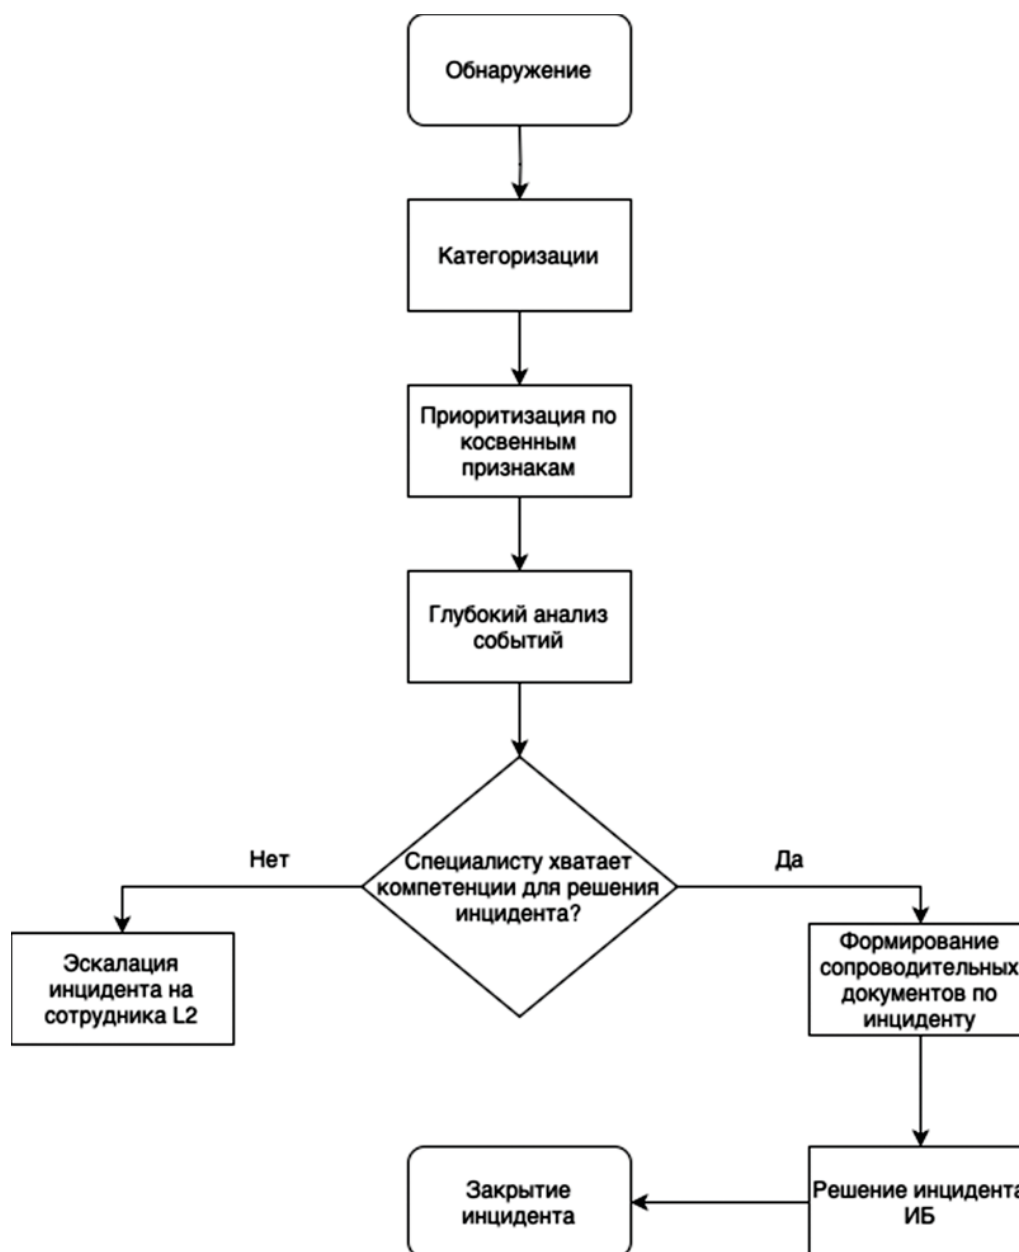 Обнаружение
Категоризации
Приоритизация по
косвенным
признакам
Глубокий анализ
событий
Нет
Специалисту хватает
компетенции для решения
инцидента?
Да
Эскалация
инцидента на
сотрудника L2
Формирование
сопроводительных
документов по
инциденту
Закрытие
инцидента
Решение инцидента
ИБ